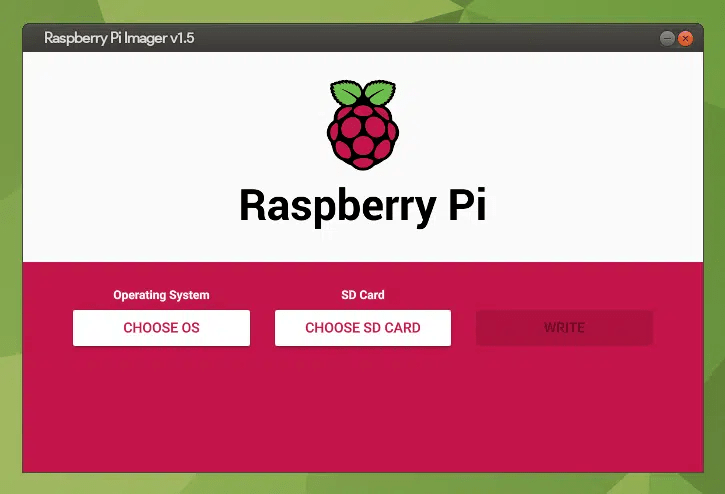 Raspberry Pi Imager v1.5
Raspberry Pi
Operating System
SD Card
CHOOSE OS
CHOOSE SD CARD
WRITE